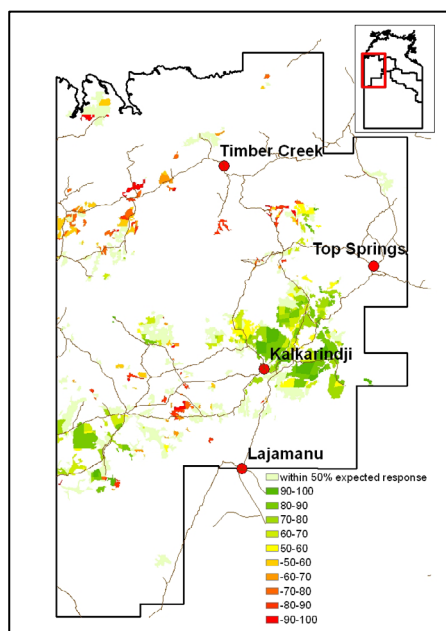 Timber Creek
Top Springs
Kalkarindji
Lajamanu
within 50% expected response
90-100
80-90
70-80
60-70
50-60
-50-60
-60-70
-70-80
-80-90
-90-100